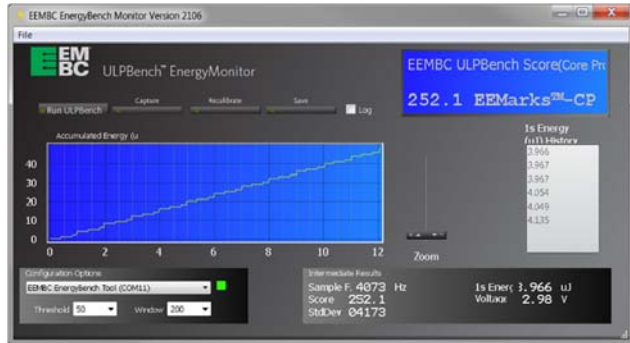 EEMBC EnergyBench Monitor Version 2106
File
EEMBC
ULPBench™ EnergyMonitor
EEMBC ULPBench Score(Core Pr
252.1 EEMarks™-CP
Run ULPBench
Capture
Recalibrate
Save
Log
Accumulated Energy (u
40
30
20
10
0
0 2 4 6 8 10 12
Zoom
1s Energy
(uJ) History
3.966
3.967
3.967
4.054
4.049
4.135
Configuration Options
EEMBC EnergyBench Tool (COM11)
Threshold 50 Window 200
Intermediate Results
Sample F. 4073 Hz
Score 252.1
StdDev 04173
1s Energ 3.966 uJ
Voltage 2.98 V